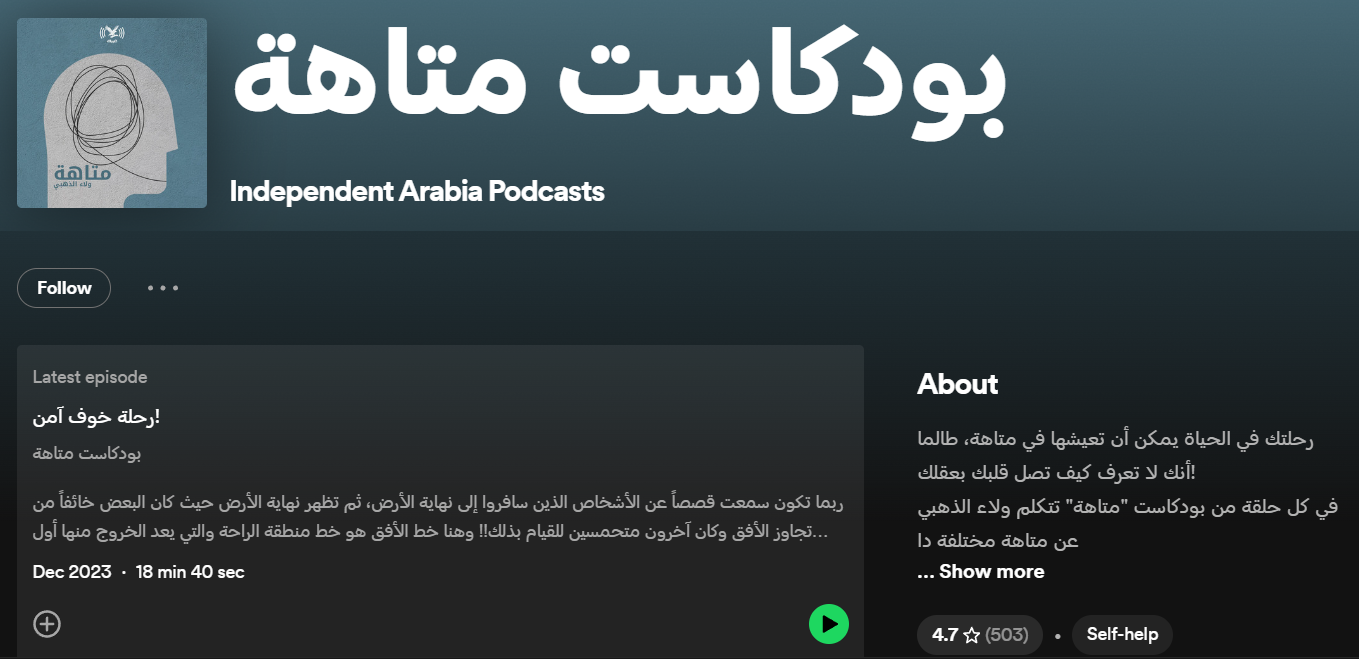 متاهة
ولاء الذهبي
بودكاست متاهة
Independent Arabia Podcasts
Follow
Latest episode
رحلة خوف آمن!
بودكاست متاهة
ربما تكون سمعت قصصاً عن الأشخاص الذين سافروا إلى نهاية الأرض، ثم تظهر نهاية الأرض حيث كان البعض خائفاً من
تجاوز الأفق وكان آخرون متحمسين للقيام بذلك!! وهنا خط الأفق هو خط منطقة الراحة والتي يعد الخروج منها أول...
Dec 2023 · 18 min 40 sec
About
رحلتك في الحياة يمكن أن تعيشها في متاهة، طالما
أنك لا تعرف كيف تصل قلبك بعقلك!
في كل حلقة من بودكاست "متاهة" تتكلم ولاء الذهبي
عن متاهة مختلفة دا
... Show more
4.7 (503) • Self-help